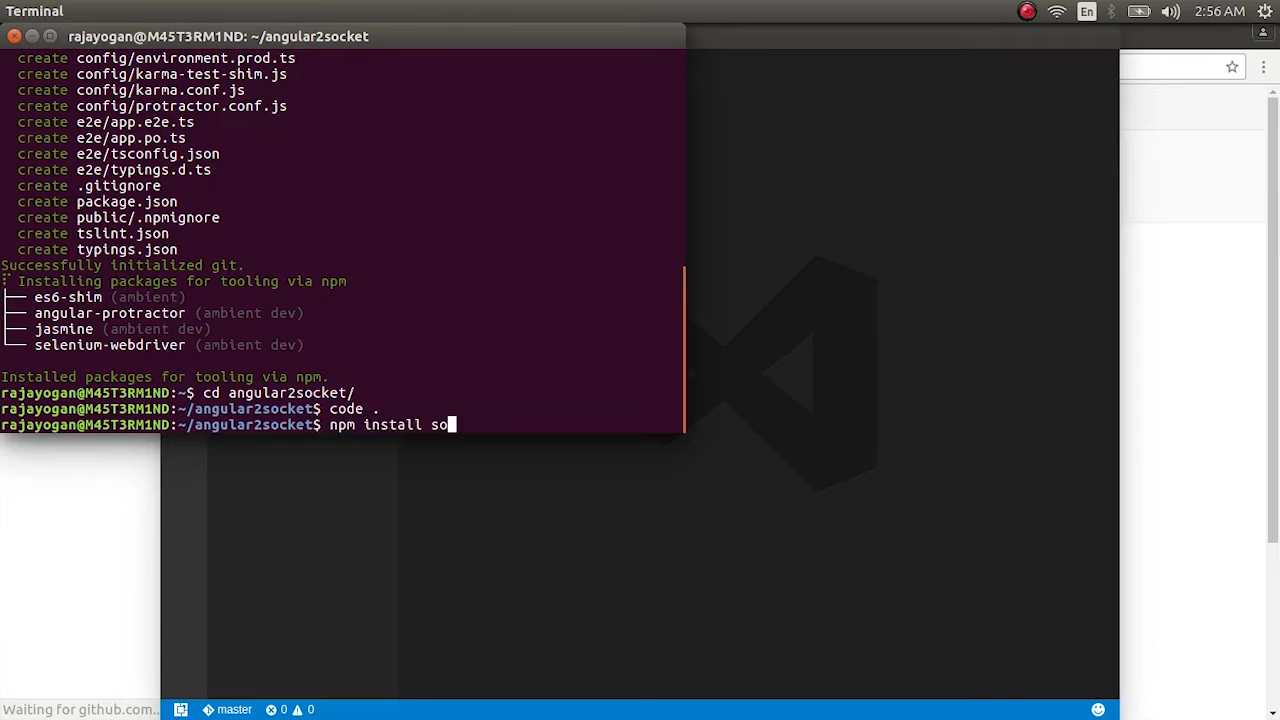 Terminal
En
2:56 AM
rajayogan@M45T3RM1ND: ~/angular2socket
create config/environment.prod.ts
create config/karma-test-shim.js
create config/karma.conf.js
create config/protractor.conf.js
create e2e/app.e2e.ts
create e2e/app.po.ts
create e2e/tsconfig.json
create e2e/typings.d.ts
create .gitignore
create package.json
create public/.npmignore
create tslint.json
create typings.json
Successfully initialized git.
Installing packages for tooling via npm
├── es6-shim (ambient)
├── angular-protractor (ambient dev)
├── jasmine (ambient dev)
└── selenium-webdriver (ambient dev)
Installed packages for tooling via npm.
rajayogan@M45T3RM1ND:~$ cd angular2socket/
rajayogan@M45T3RM1ND:~/angular2socket$ code .
rajayogan@M45T3RM1ND:~/angular2socket$ npm install so
Waiting for github.com...
master
0
0